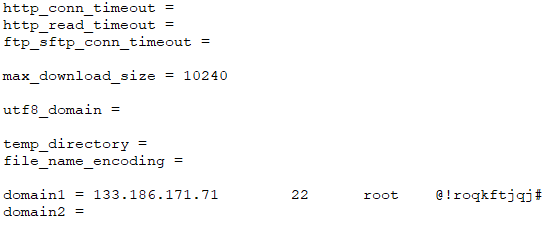 http_conn_timeout =
http_read_timeout =
ftp_sftp_conn_timeout =
max_download_size = 10240
utf8_domain =
temp_directory =
file_name_encoding =
domain1 = 133.186.171.71 22 root @!roqkftjqj#
domain2 =